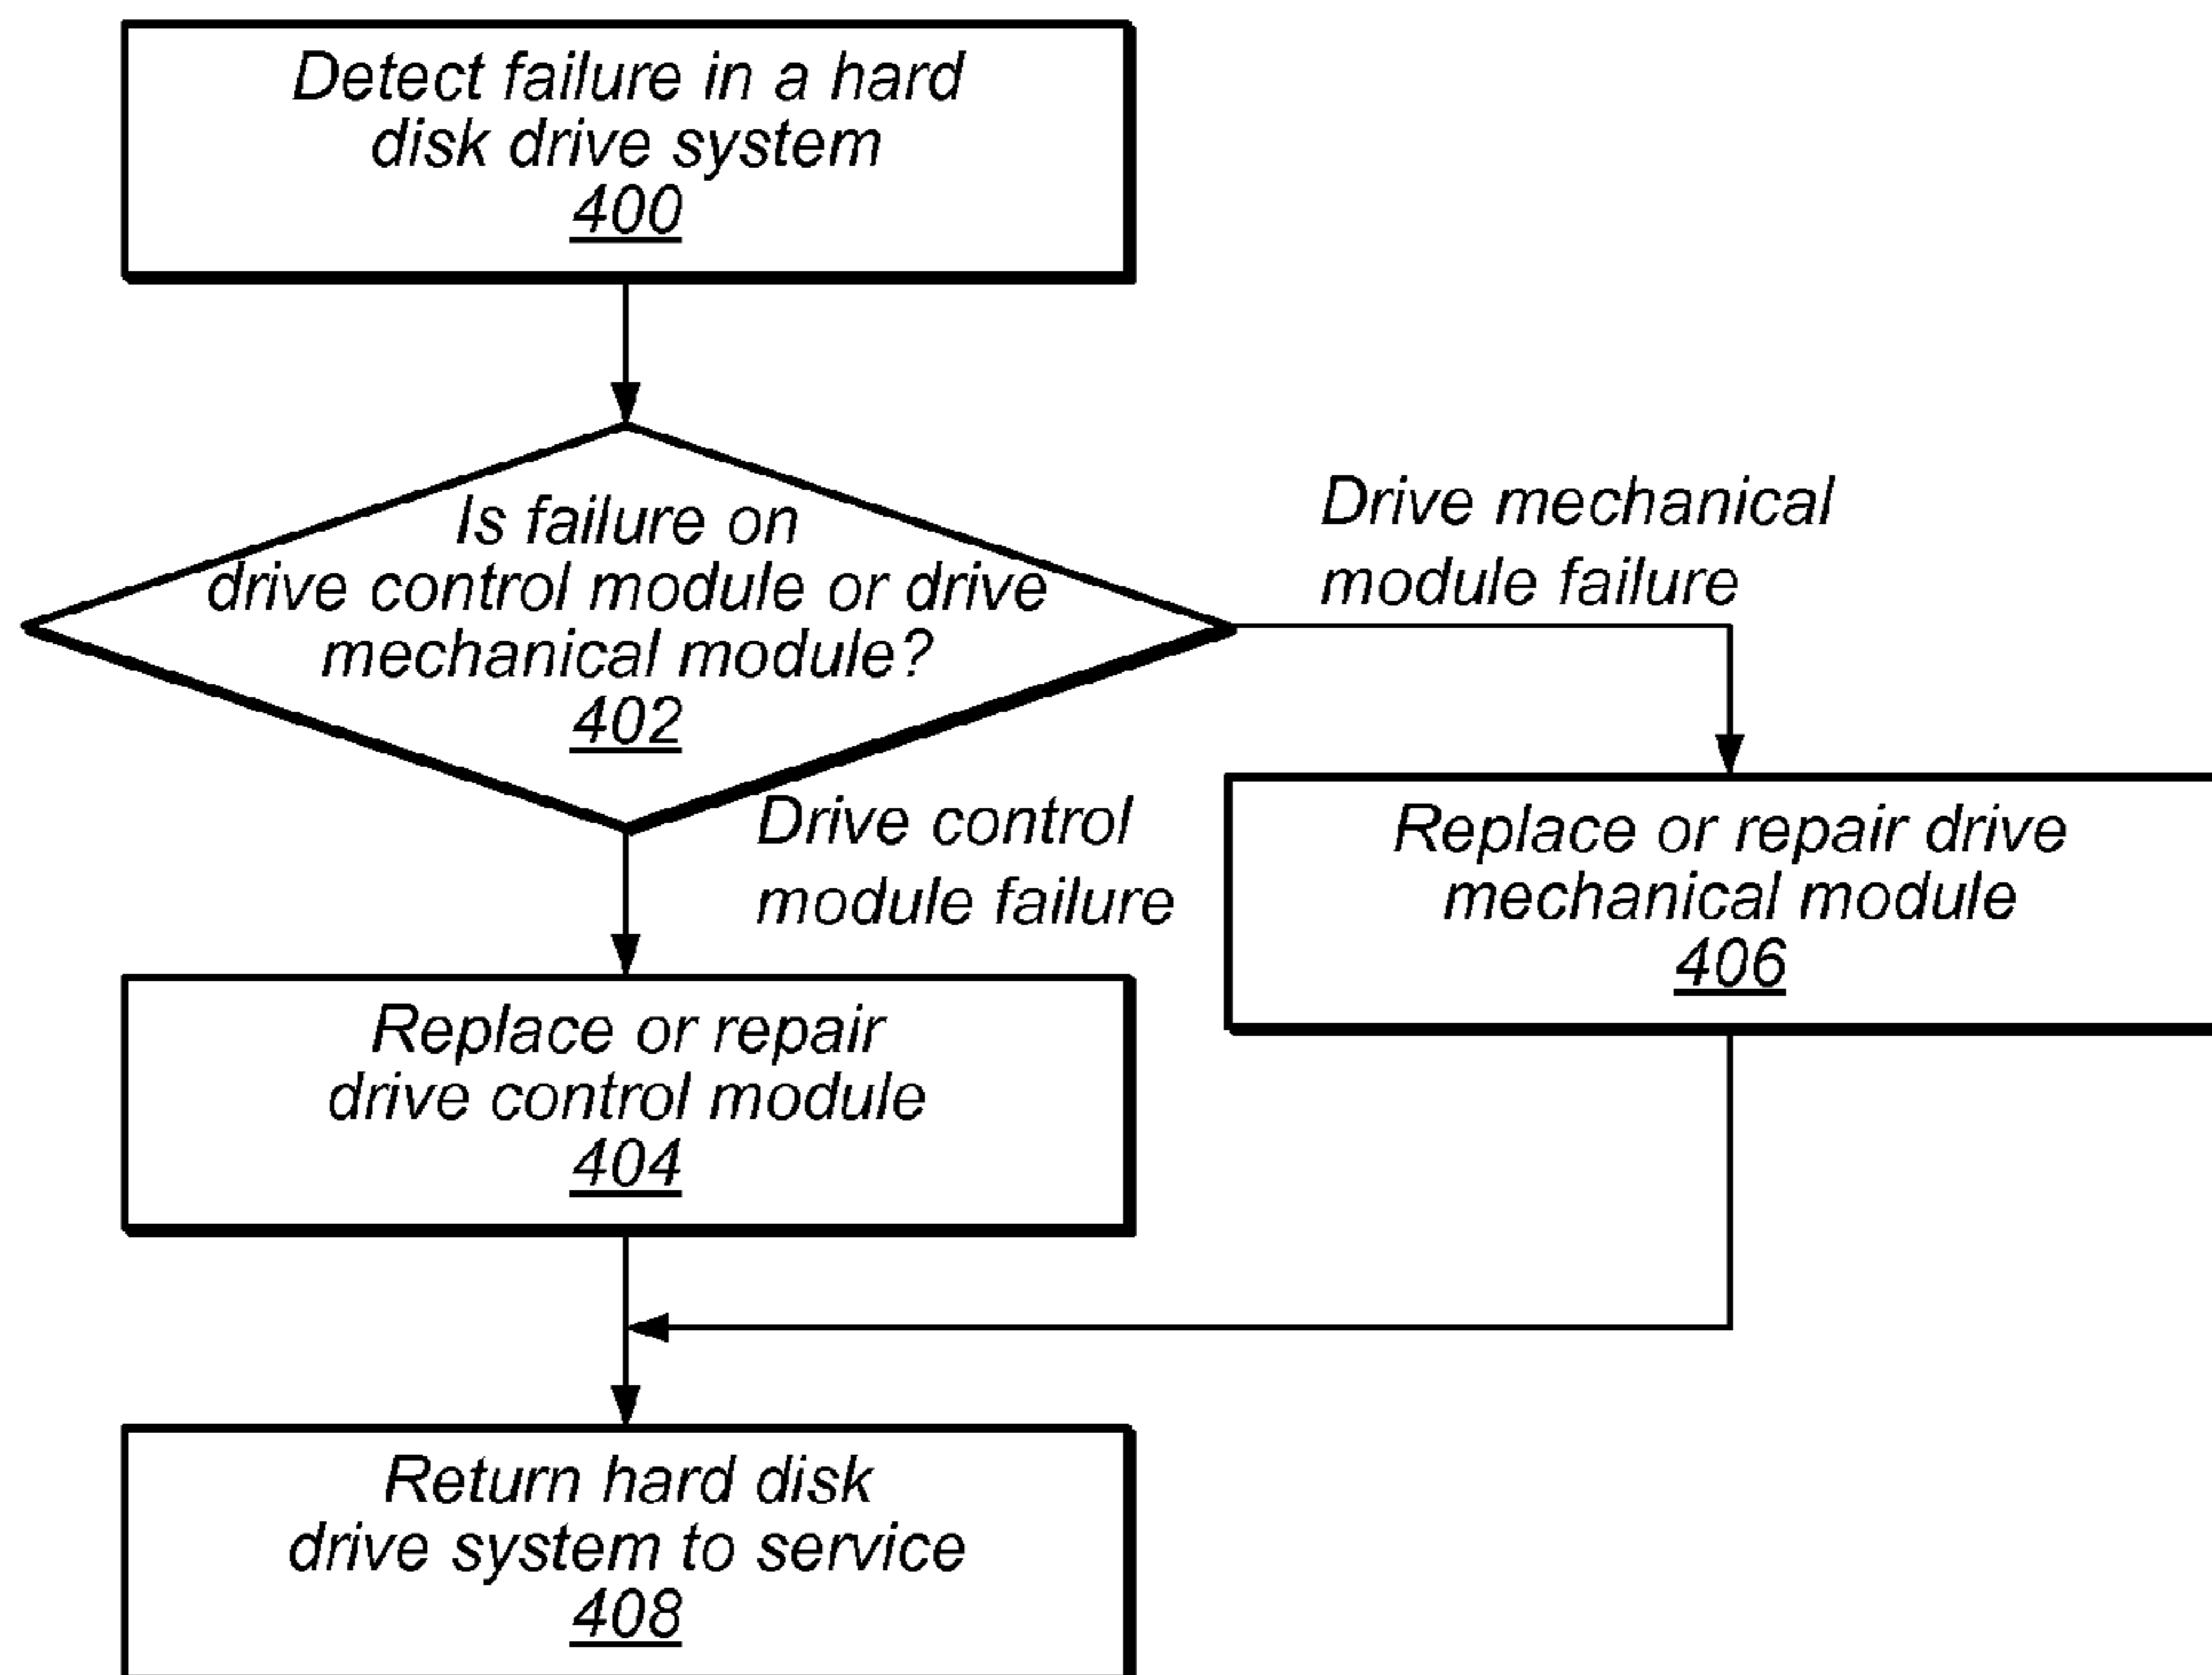 Detect failure in a hard
disk drive system
400
Is failure on
drive control module or drive
mechanical module?
402
Drive mechanical
module failure
Drive control
module failure
Replace or repair drive
mechanical module
406
Replace or repair
drive control module
404
Return hard disk
drive system to service
408